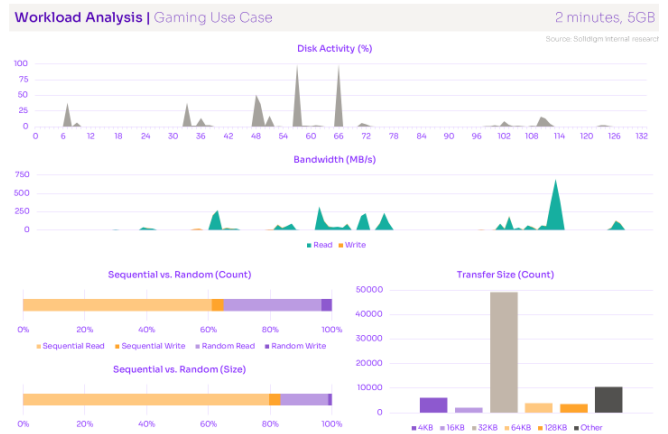 Workload Analysis | Gaming Use Case
2 minutes, 5GB
Source: Solidigm internal research
Disk Activity (%)
100
75
50
25
0
0 6 12 18 24 30 36 42 48 54 60 66 72 78 84 90 96 102 108 114 120 126 132
Bandwidth (MB/s)
750
500
250
0
Read Write
Sequential vs. Random (Count)
0% 20% 40% 60% 80% 100%
Sequential Read Sequential Write Random Read Random Write
Sequential vs. Random (Size)
0% 20% 40% 60% 80% 100%
Transfer Size (Count)
50000
40000
30000
20000
10000
0
4KB 16KB 32KB 64KB 128KB Other